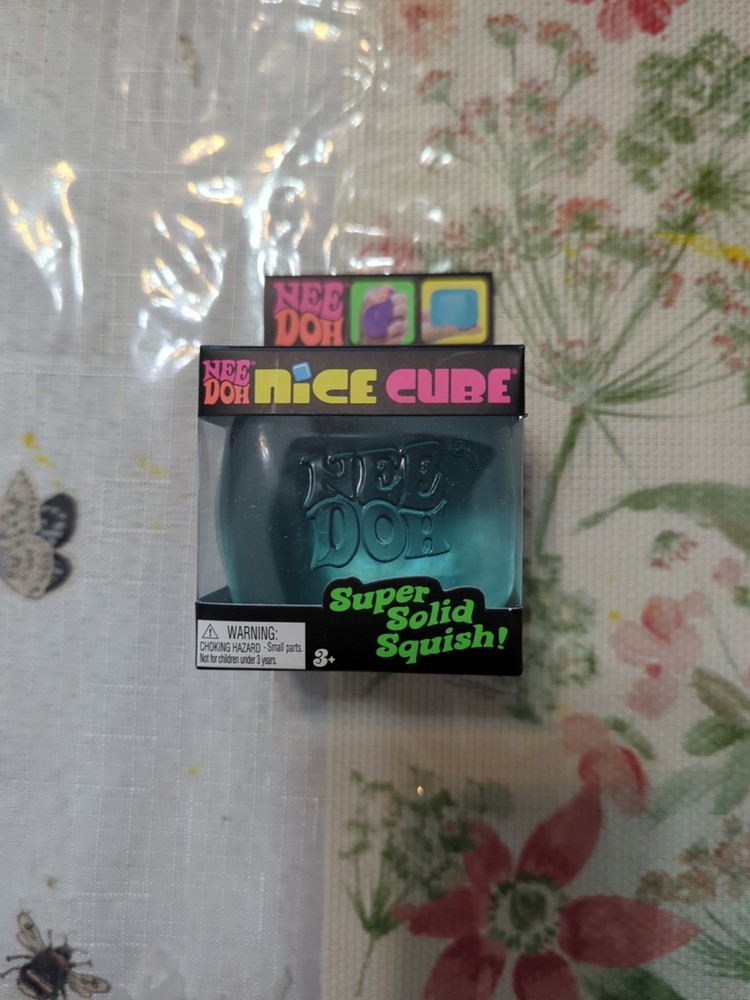 NEE
DOH
NEE
DOH® NICE CUBE®
NEE
DOH
Super
Solid
Squish!
WARNING:
CHOKING HAZARD - Small parts.
Not for children under 3 years.
3+